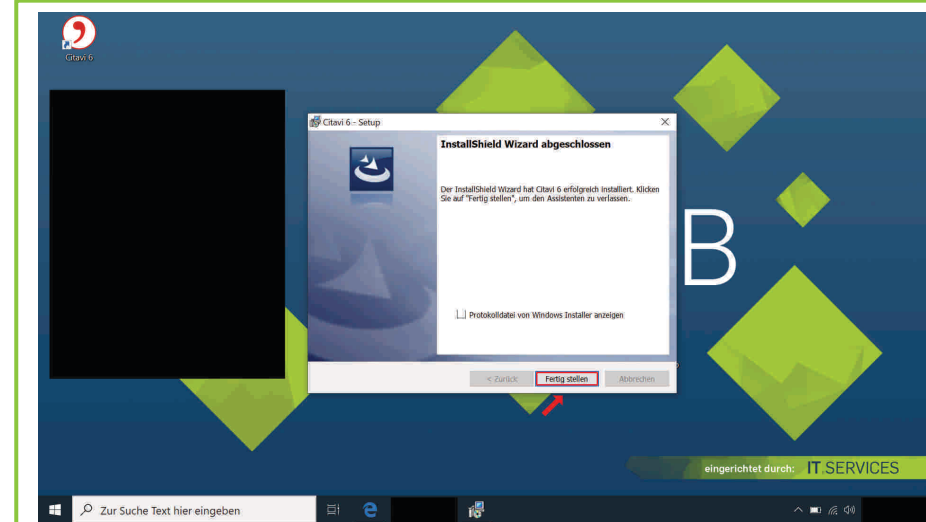 Citavi 6
Citavi 6 - Setup
InstallShield Wizard abgeschlossen
Der InstallShield Wizard hat Citavi 6 erfolgreich installiert. Klicken
Sie auf "Fertig stellen", um den Assistenten zu verlassen.
B
Protokolldatei von Windows Installer anzeigen
< Zurück
Fertig stellen
Abbrechen
eingerichtet durch: IT.SERVICES
Zur Suche Text hier eingeben